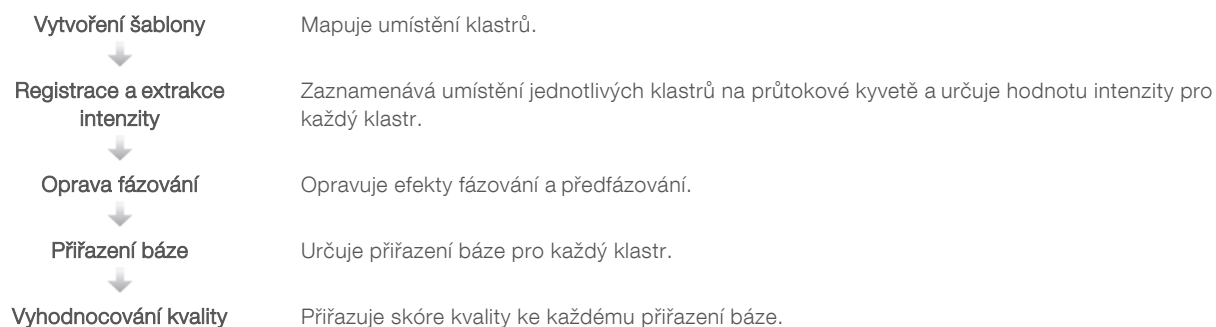 Vytvoření šablony
Mapuje umístění klastrů.
Registrace a extrakce
intenzity
Zaznamenává umístění jednotlivých klastrů na průtokové kyvetě a určuje hodnotu intenzity pro
každý klastr.
Oprava fázování
Opravuje efekty fázování a předfázování.
Přiřazení báze
Určuje přiřazení báze pro každý klastr.
Vyhodnocování kvality
Přiřazuje skóre kvality ke každému přiřazení báze.